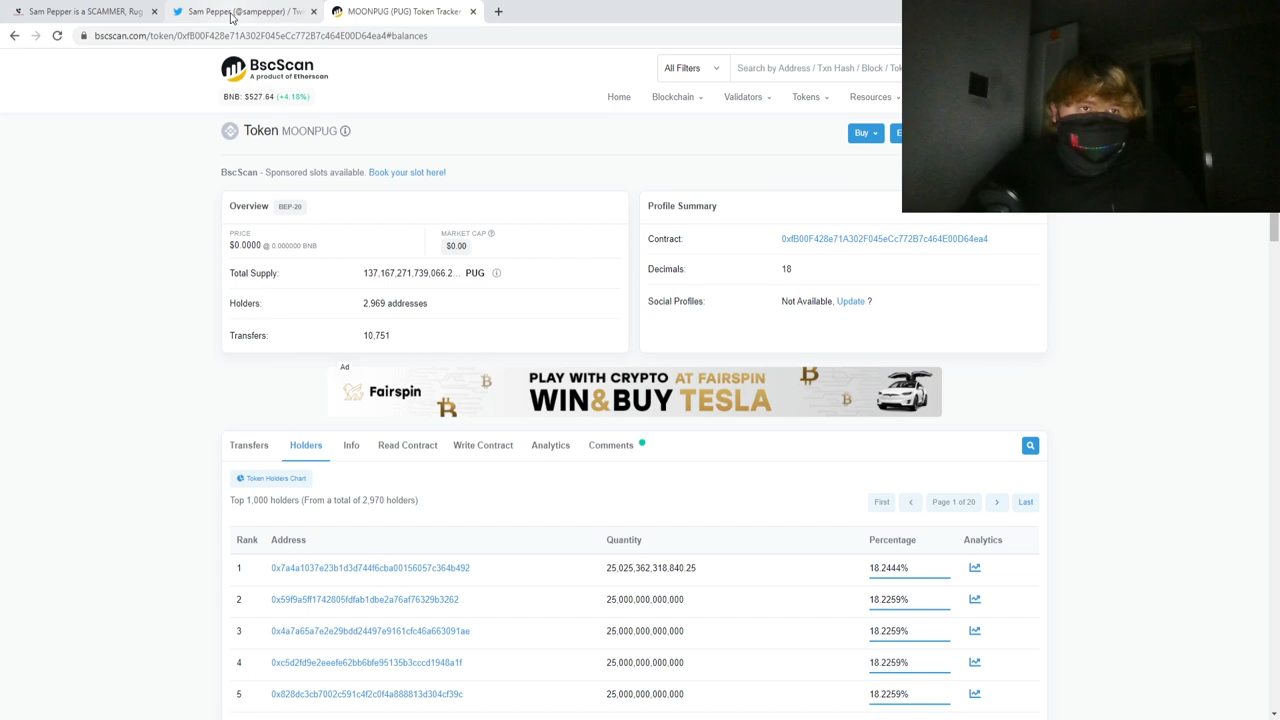 Sam Pepper is a SCAMMER, Rug
Sam Pepper (@sampepper) / Tw
MOONPUG (PUG) Token Tracker
bscscan.com/token/0xfB00F428e71A302F045eCc772B7c464E00D64ea4#balances
BscScan
A product of Etherscan
All Filters
Search by Address / Txn Hash / Block / Tok
BNB: $527.64 (+4.18%)
Home
Blockchain
Validators
Tokens
Resources
Token MOONPUG
Buy
BscScan - Sponsored slots available. Book your slot here!
Overview BEP-20
PRICE
$0.0000 @ 0.000000 BNB
MARKET CAP
$0.00
Total Supply: 137,167,271,739,066.2... PUG
Holders: 2,969 addresses
Transfers: 10,751
Profile Summary
Contract: 0xfB00F428e71A302F045eCc772B7c464E00D64ea4
Decimals: 18
Social Profiles: Not Available, Update ?
Ad
Fairspin
PLAY WITH CRYPTO AT FAIRSPIN
WIN&BUY TESLA
Transfers
Holders
Info
Read Contract
Write Contract
Analytics
Comments
Token Holders Chart
Top 1,000 holders (From a total of 2,970 holders)
First
Page 1 of 20
Last
Rank Address Quantity Percentage Analytics
1 0x7a4a1037e23b1d3d744f6cba00156057c364b492 25,025,362,318,840.25 18.2444%
2 0x59f9a5ff1742805fdfab1dbe2a76af76329b3262 25,000,000,000,000 18.2259%
3 0x4a7a65a7e2e29bdd24497e9161cfc46a663091ae 25,000,000,000,000 18.2259%
4 0xc5d2fd9e2eeefe62bb6bfe95135b3cccd1948a1f 25,000,000,000,000 18.2259%
5 0x828dc3cb7002c591c4f2c0f4a888813d304cf39c 25,000,000,000,000 18.2259%